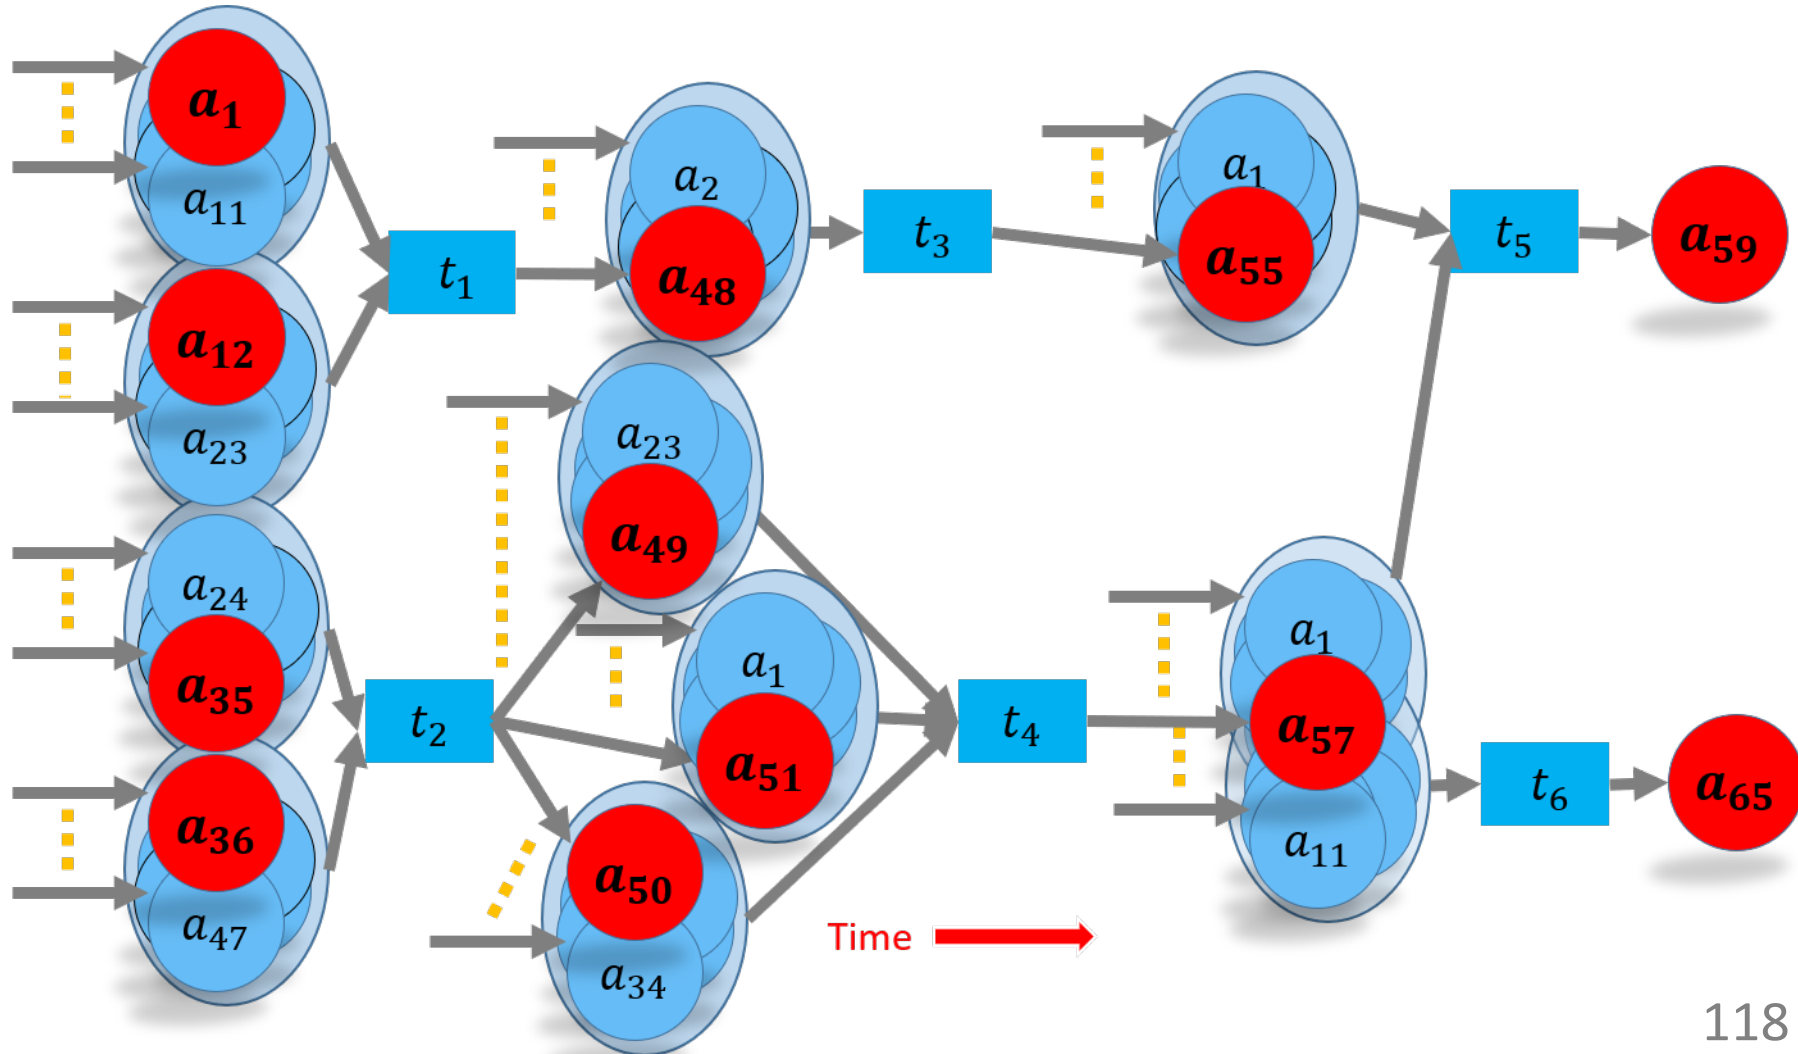 a₁
a₁₁
a₁₂
a₂₃
a₂₄
a₃₅
a₃₆
a₄₇
t₁
t₂
a₂
a₄₈
a₂₃
a₄₉
a₁
a₅₁
a₅₀
a₃₄
t₃
t₄
a₁
a₅₅
a₁
a₅₇
a₁₁
t₅
t₆
a₅₉
a₆₅
Time
118